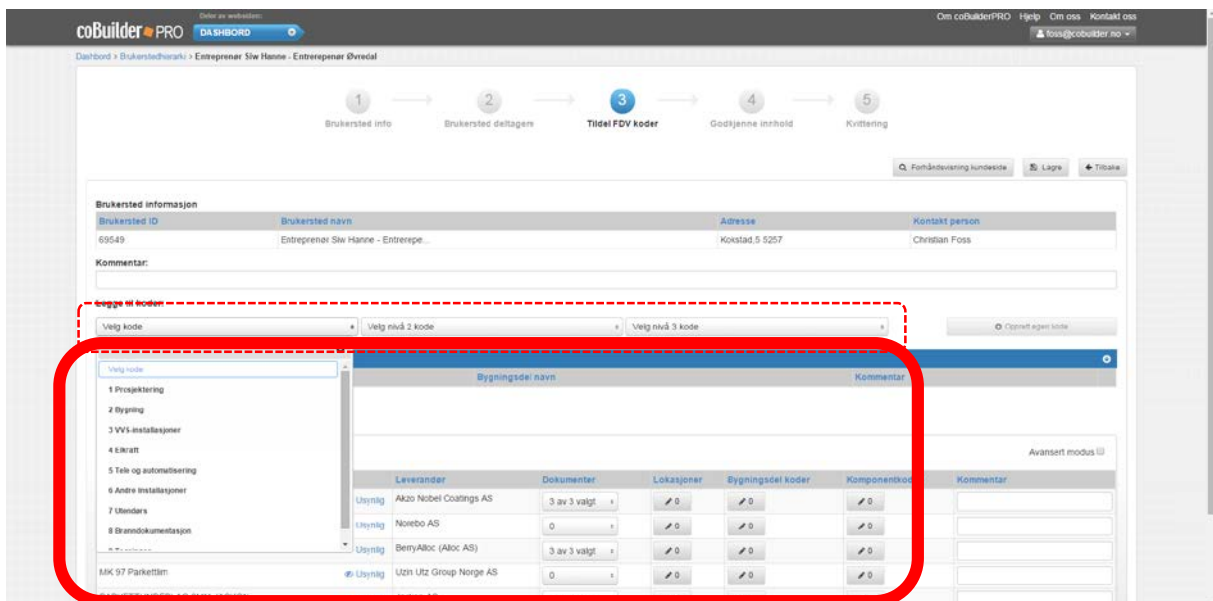 Deler av websiden:
Om coBuilderPRO Hjelp Om oss Kontakt oss
coBuilder PRO DASHBORD
foss@cobuilder.no
Dashbord > Brukerstedhierarki > Entreprenør Siw Hanne - Entrerepenør Øvredal
1 2 3 4 5
Brukersted info Brukersted deltagere Tildel FDV koder Godkjenne innhold Kvittering
Forhåndsvisning kundeside Lagre Tilbake
Brukersted informasjon
Brukersted ID Brukersted navn Adresse Kontakt person
69549 Entreprenør Siw Hanne - Entrerepe... Kokstad,5 5257 Christian Foss
Kommentar:
Legge til koder:
Velg kode Velg nivå 2 kode Velg nivå 3 kode Opprett egen kode
Velg kode
Bygningsdel navn Kommentar
1 Prosjektering
2 Bygning
3 VVS-installasjoner
4 Elkraft
Avansert modus
5 Tele og automatisering
Leverandør Dokumenter Lokasjoner Bygningsdel koder Komponentkod Kommentar
6 Andre Installasjoner
Usynlig Akzo Nobel Coatings AS 3 av 3 valgt 0 0 0
7 Utendørs
Usynlig Norebo AS 0 0 0 0
8 Branndokumentasjon
Usynlig BerryAlloc (Alloc AS) 3 av 3 valgt 0 0 0
MK 97 Parkettlim Usynlig Uzin Utz Group Norge AS 0 0 0 0